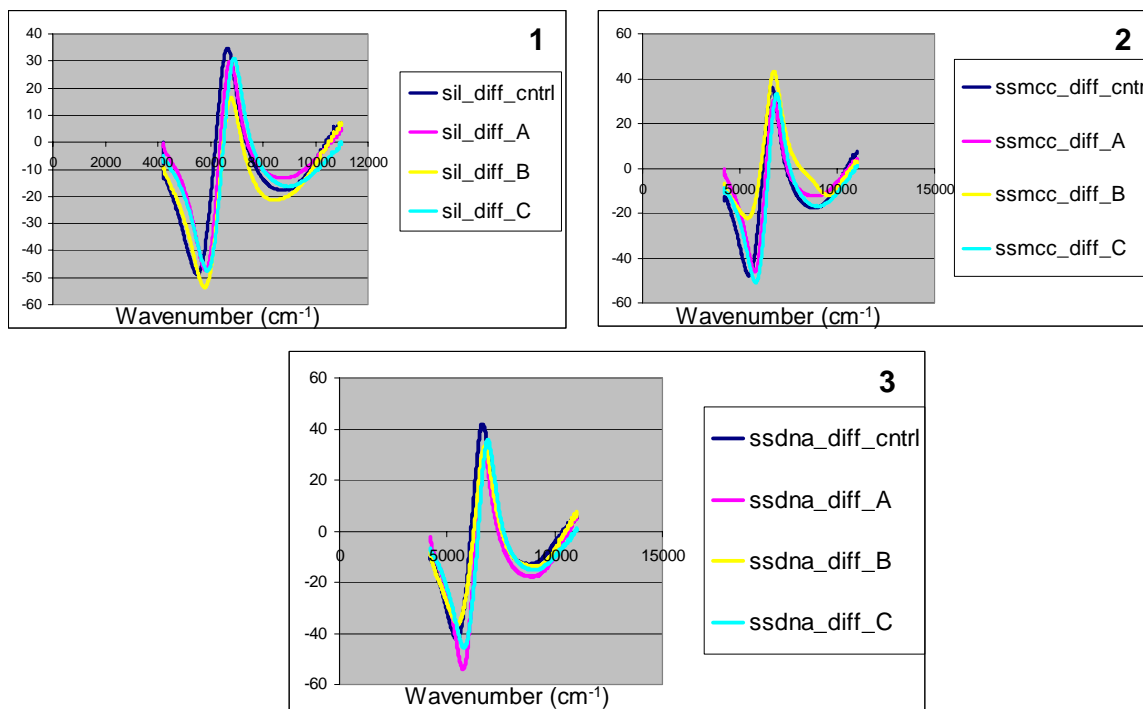 1
40
30
20
10
0
-10
-20
-30
-40
-50
-60
0 2000 4000 6000 8000 10000 12000
Wavenumber (cm-1)
sil_diff_cntrl
sil_diff_A
sil_diff_B
sil_diff_C
2
60
40
20
0
-20
-40
-60
0 5000 10000 15000
Wavenumber (cm-1)
ssmcc_diff_cntr
ssmcc_diff_A
ssmcc_diff_B
ssmcc_diff_C
3
60
40
20
0
-20
-40
-60
0 5000 10000 15000
Wavenumber (cm-1)
ssdna_diff_cntrl
ssdna_diff_A
ssdna_diff_B
ssdna_diff_C